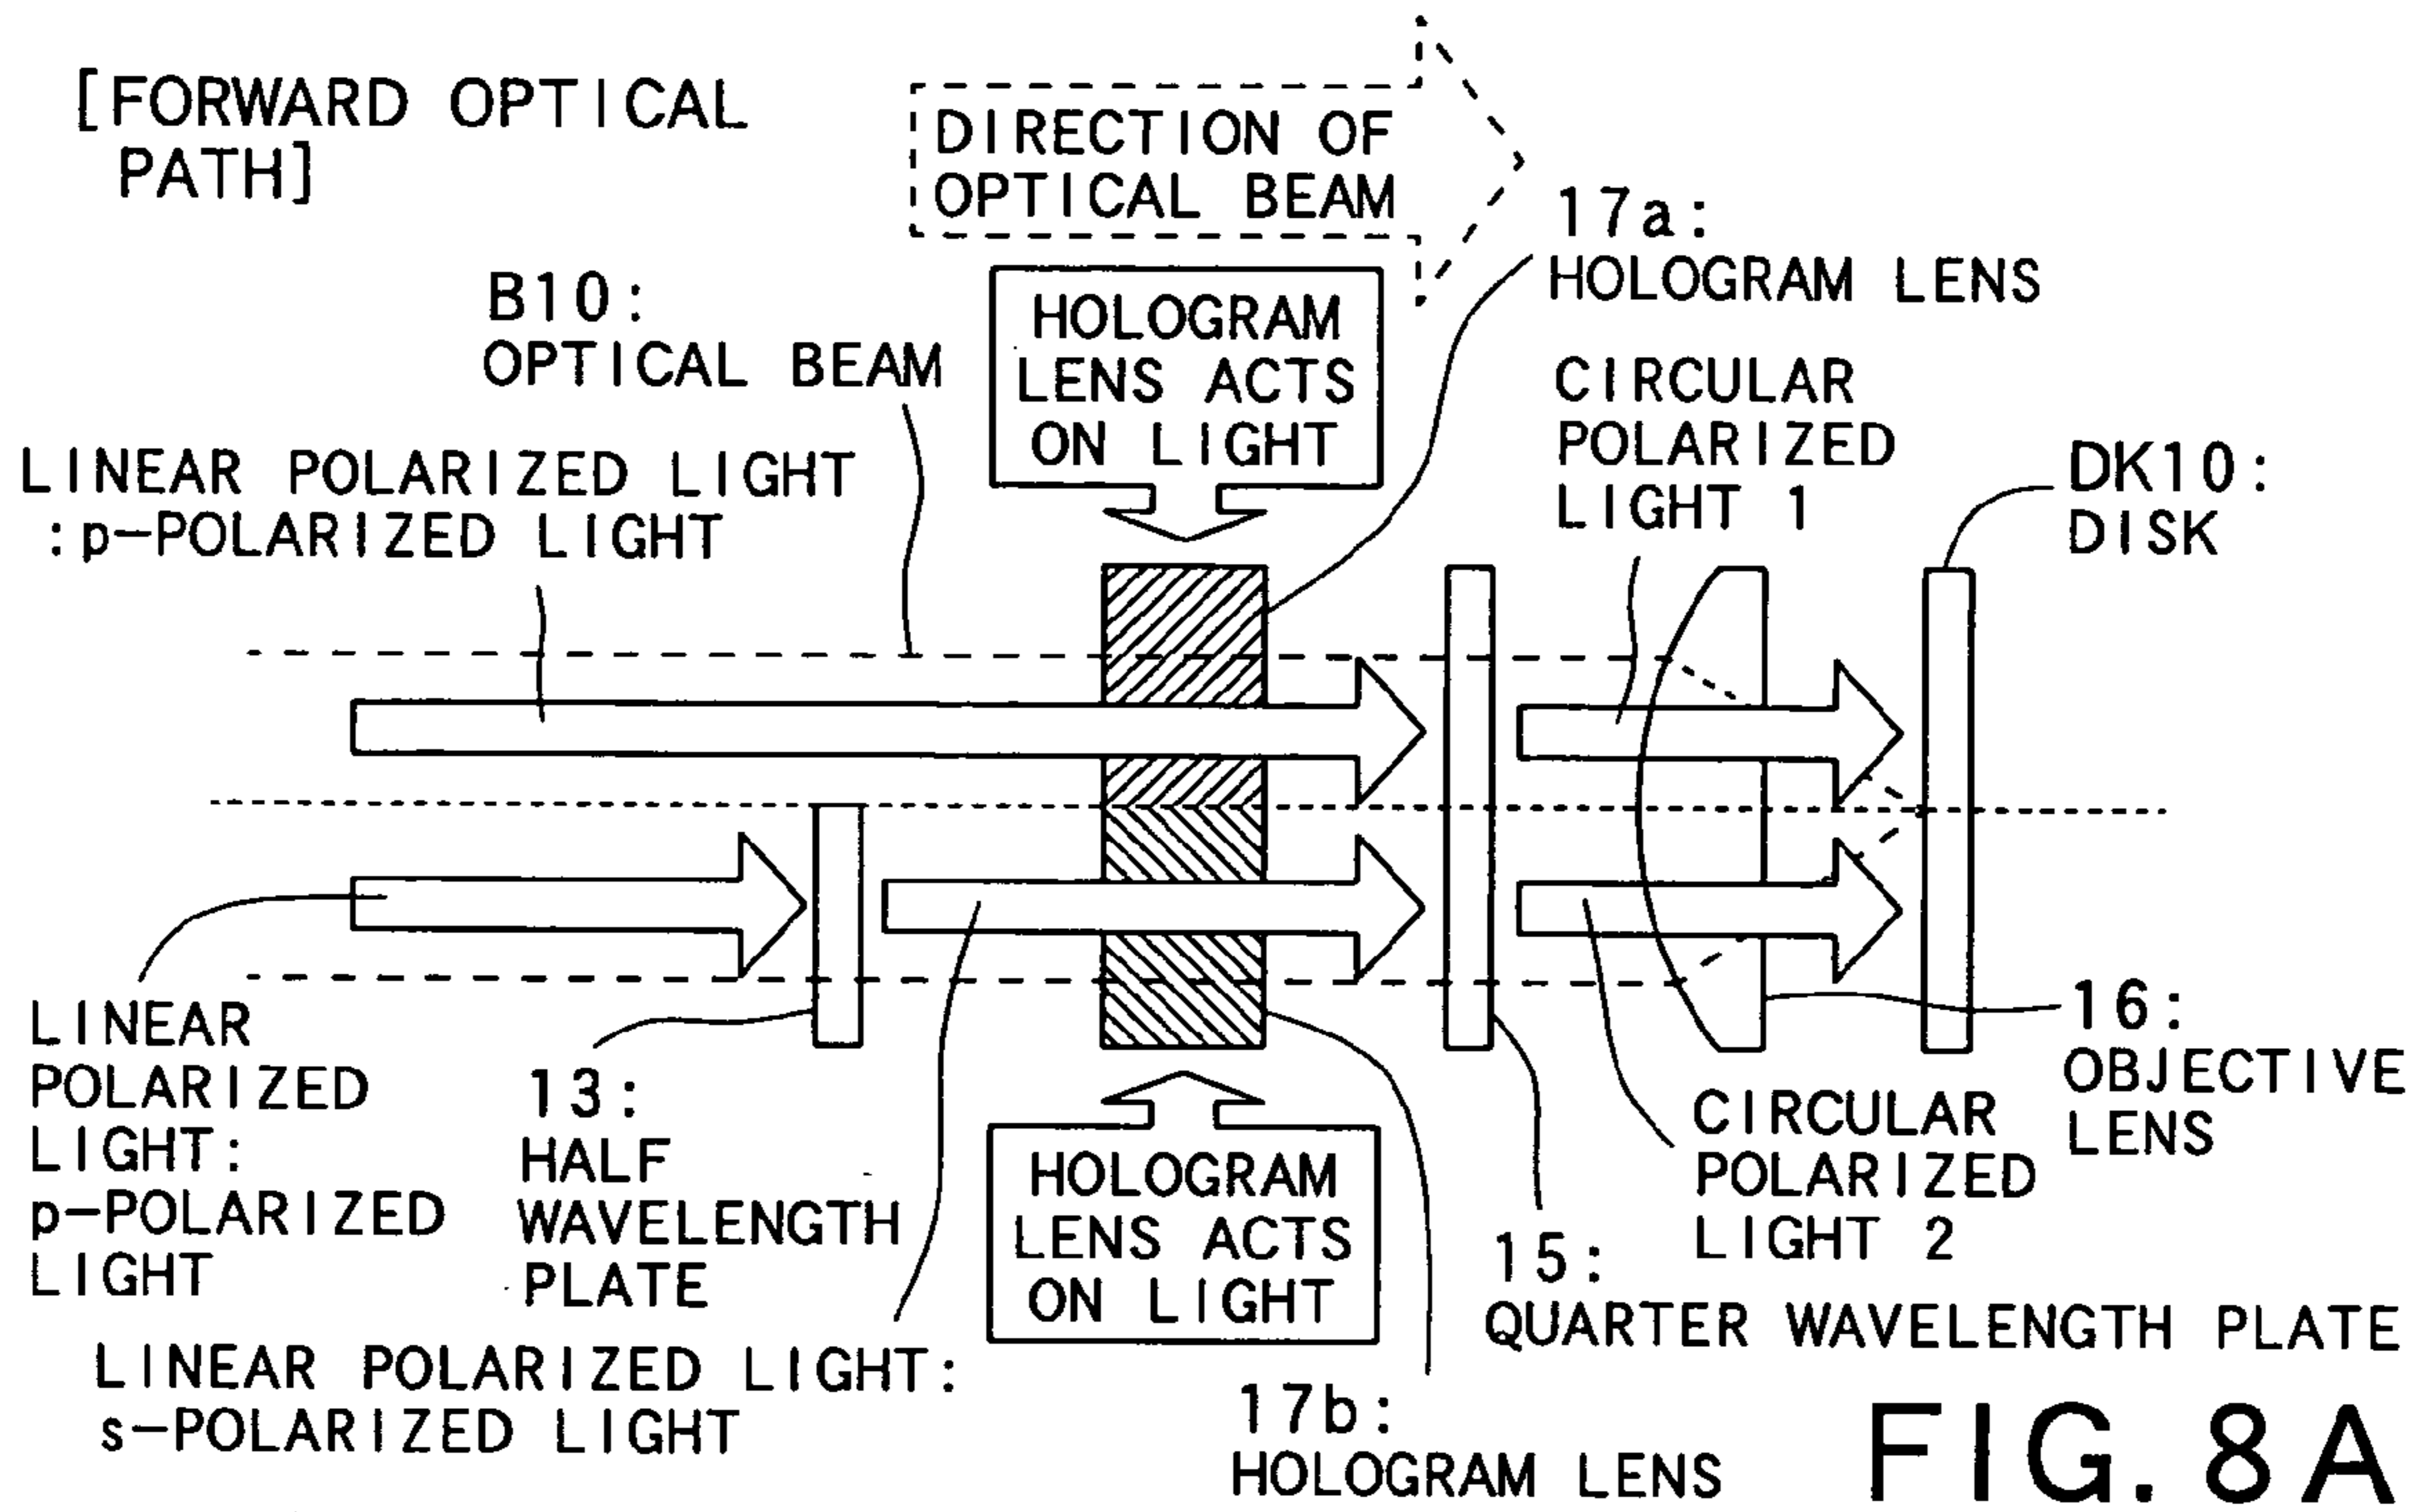 [FORWARD OPTICAL
PATH]
DIRECTION OF
OPTICAL BEAM
17a:
HOLOGRAM LENS
B10:
OPTICAL BEAM
HOLOGRAM
LENS ACTS
ON LIGHT
CIRCULAR
POLARIZED
LIGHT 1
LINEAR POLARIZED LIGHT
:p-POLARIZED LIGHT
DK10:
DISK
LINEAR
POLARIZED
LIGHT:
p-POLARIZED
LIGHT
13:
HALF
WAVELENGTH
PLATE
HOLOGRAM
LENS ACTS
ON LIGHT
16:
OBJECTIVE
LENS
CIRCULAR
POLARIZED
LIGHT 2
15:
QUARTER WAVELENGTH PLATE
LINEAR POLARIZED LIGHT:
s-POLARIZED LIGHT
17b:
HOLOGRAM LENS
FIG. 8A